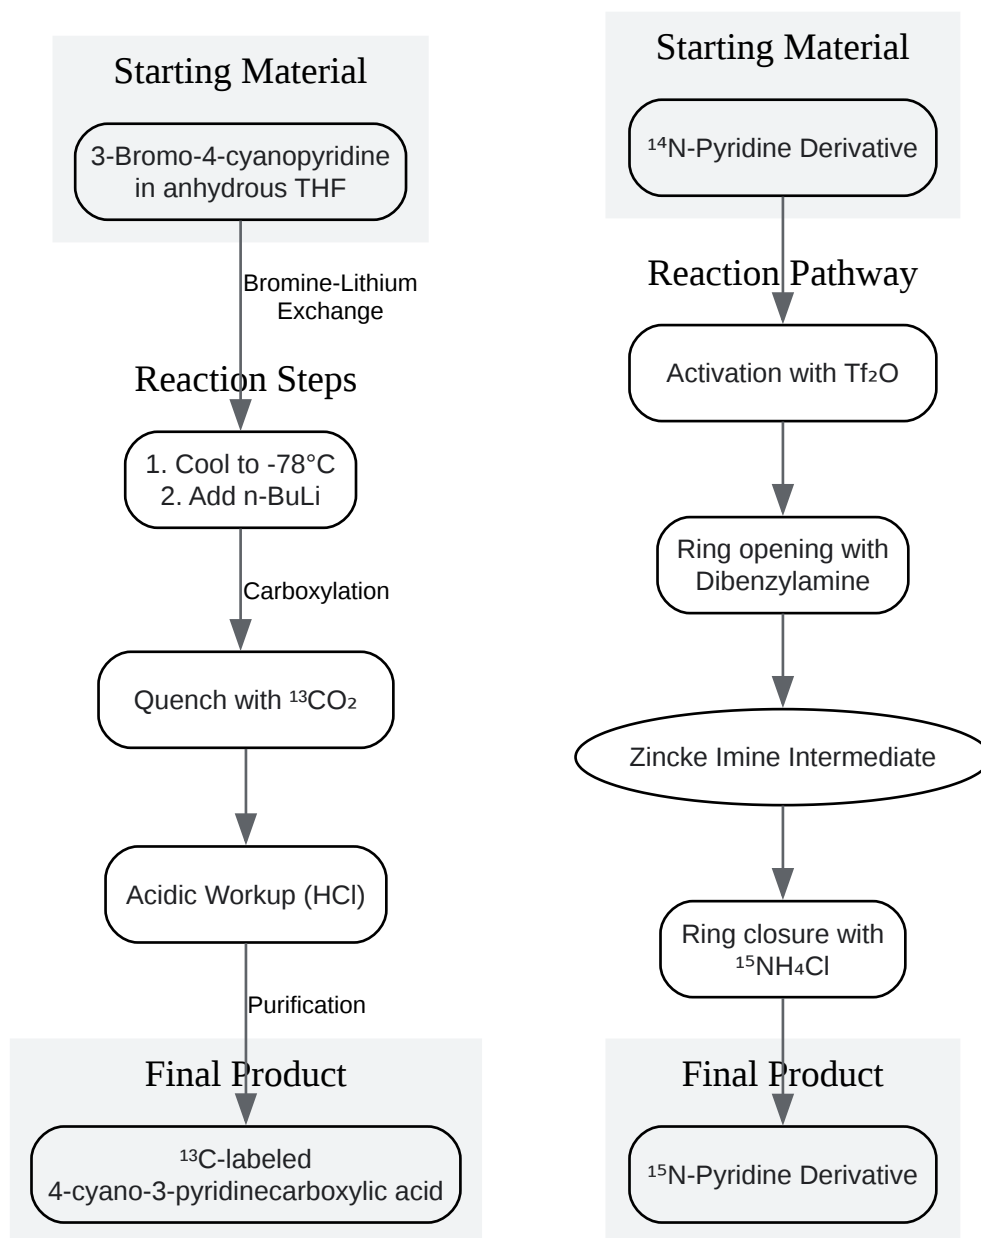 Starting Material
3-Bromo-4-cyanopyridine
in anhydrous THF
Bromine-Lithium
Exchange
Reaction Steps
1. Cool to -78°C
2. Add n-BuLi
Carboxylation
Quench with ¹³CO₂
Acidic Workup (HCl)
Purification
Final Product
¹³C-labeled
4-cyano-3-pyridinecarboxylic acid
Starting Material
¹⁴N-Pyridine Derivative
Reaction Pathway
Activation with Tf₂O
Ring opening with
Dibenzylamine
Zincke Imine Intermediate
Ring closure with
¹⁵NH₄Cl
Final Product
¹⁵N-Pyridine Derivative